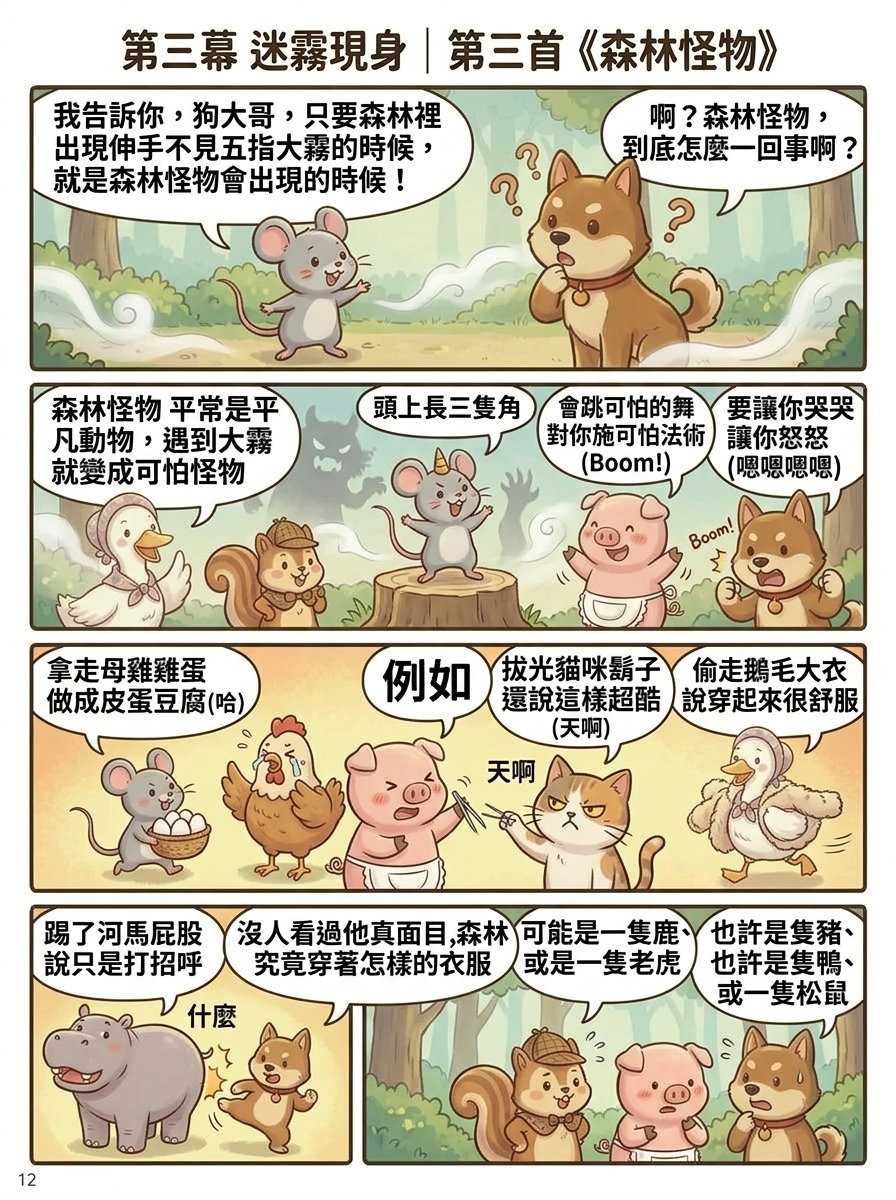 第三幕 迷霧現身｜第三首《森林怪物》
我告訴你，狗大哥，只要森林裡
出現伸手不見五指大霧的時候，
就是森林怪物會出現的時候！
啊？森林怪物，
到底怎麼一回事啊？
森林怪物 平常是平
凡動物，遇到大霧
就變成可怕怪物
頭上長三隻角
會跳可怕的舞
對你施可怕法術
(Boom!)
要讓你哭哭
讓你怒怒
(嗯嗯嗯嗯)
Boom!
拿走母雞雞蛋
做成皮蛋豆腐(哈)
例如
拔光貓咪鬍子
還說這樣超酷
(天啊)
天啊
偷走鵝毛大衣
說穿起來很舒服
踢了河馬屁股
說只是打招呼
什麼
沒人看過他真面目,森林
究竟穿著怎樣的衣服
可能是一隻鹿、
或是一隻老虎
也許是隻豬、
也許是隻鴨、
或一隻松鼠
12